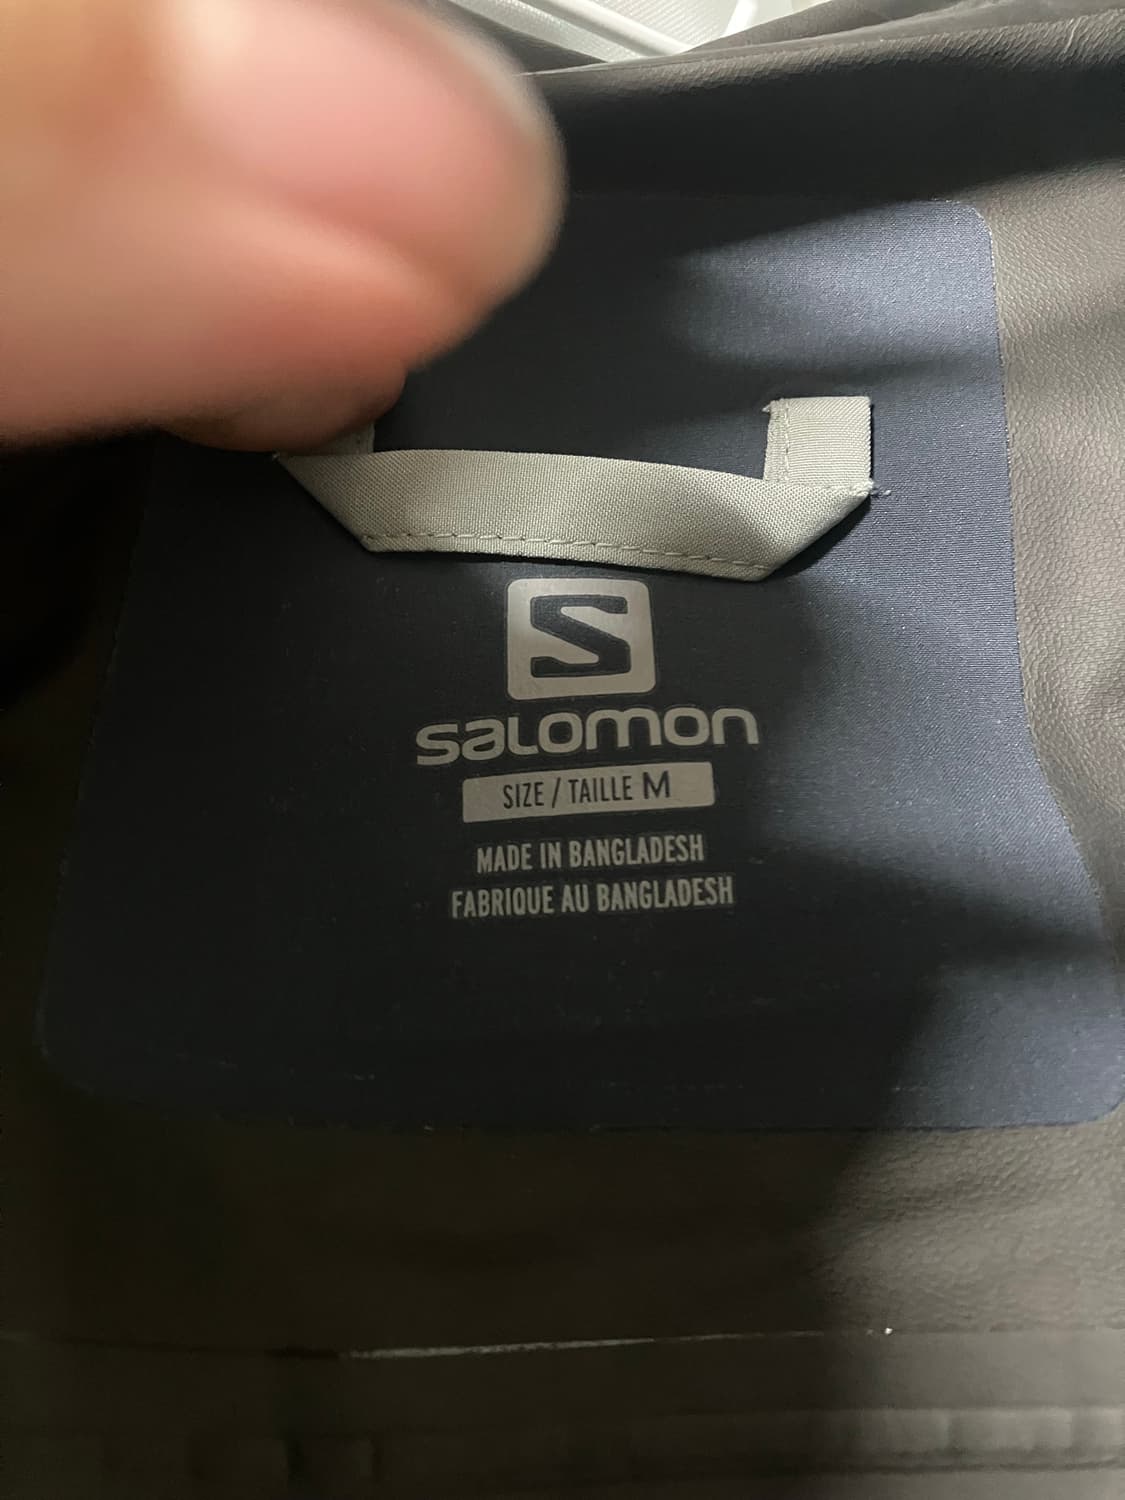 S
salomon
SIZE / TAILLE M
MADE IN BANGLADESH
FABRIQUE AU BANGLADESH